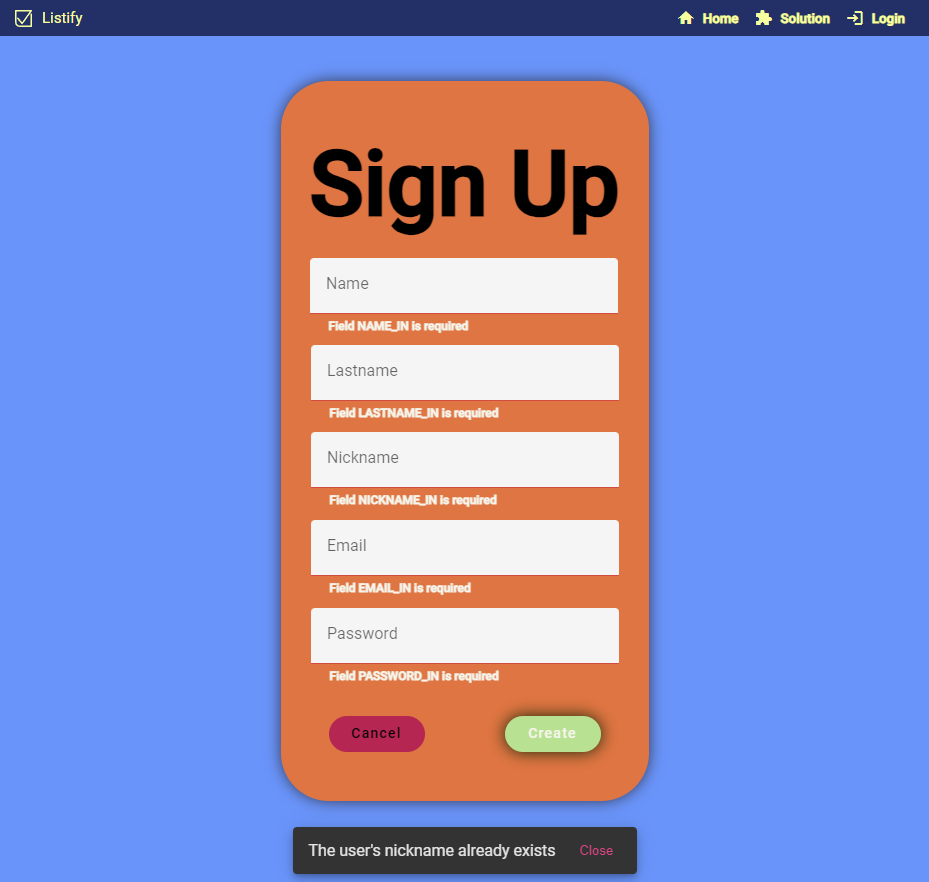 Listify
Home Solution Login
Sign Up
Name
Field NAME_IN is required
Lastname
Field LASTNAME_IN is required
Nickname
Field NICKNAME_IN is required
Email
Field EMAIL_IN is required
Password
Field PASSWORD_IN is required
Cancel Create
The user's nickname already exists Close